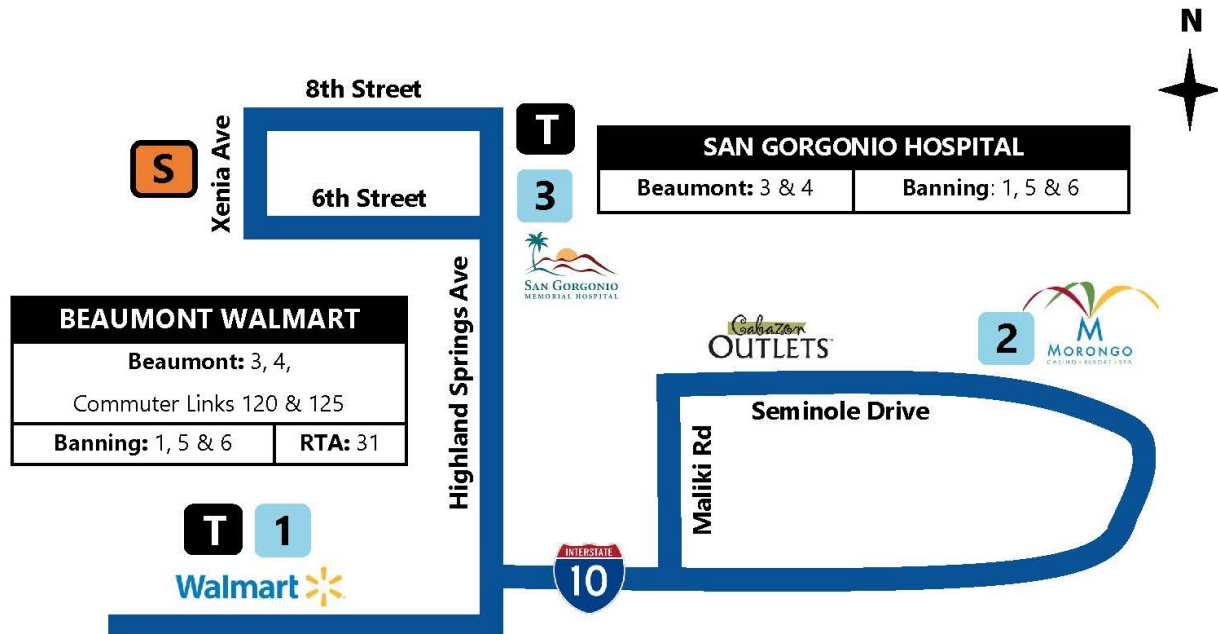 N
8th Street
T
S
Xenia Ave
6th Street
3
SAN GORGONIO HOSPITAL
Beaumont: 3 & 4
Banning: 1, 5 & 6
SAN GORGONIO
MEMORIAL HOSPITAL
BEAUMONT WALMART
Beaumont: 3, 4,
Commuter Links 120 & 125
Banning: 1, 5 & 6
RTA: 31
Highland Springs Ave
Cabazon
OUTLETS
2
M
MORONGO
CASINO • RESORT • SPA
Seminole Drive
Maliki Rd
T
1
Walmart
INTERSTATE
10